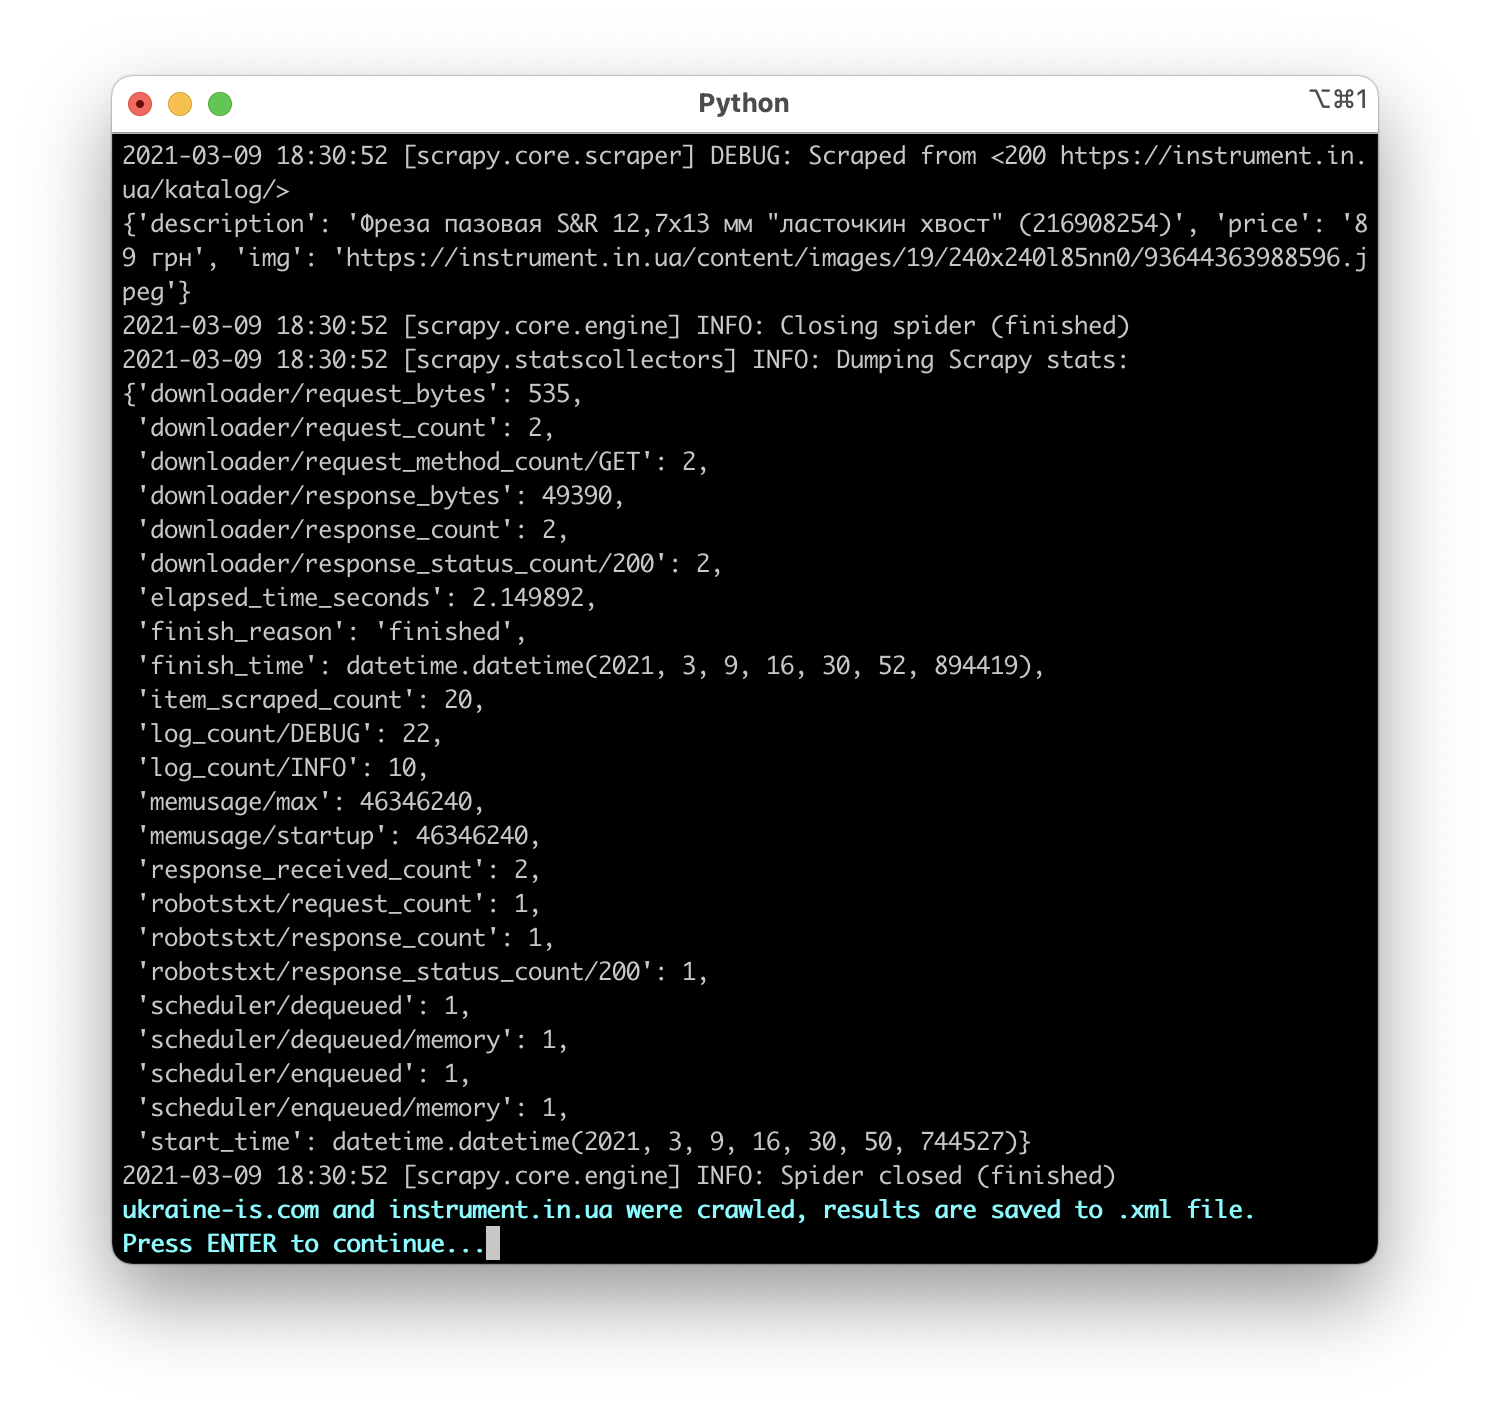 Python
⌥⌘1
2021-03-09 18:30:52 [scrapy.core.scraper] DEBUG: Scraped from <200 https://instrument.in.
ua/katalog/>
{'description': 'Фреза пазовая S&R 12,7x13 мм "ласточкин хвост" (216908254)', 'price': '8
9 грн', 'img': 'https://instrument.in.ua/content/images/19/240x240l85nn0/93644363988596.j
peg'}
2021-03-09 18:30:52 [scrapy.core.engine] INFO: Closing spider (finished)
2021-03-09 18:30:52 [scrapy.statscollectors] INFO: Dumping Scrapy stats:
{'downloader/request_bytes': 535,
 'downloader/request_count': 2,
 'downloader/request_method_count/GET': 2,
 'downloader/response_bytes': 49390,
 'downloader/response_count': 2,
 'downloader/response_status_count/200': 2,
 'elapsed_time_seconds': 2.149892,
 'finish_reason': 'finished',
 'finish_time': datetime.datetime(2021, 3, 9, 16, 30, 52, 894419),
 'item_scraped_count': 20,
 'log_count/DEBUG': 22,
 'log_count/INFO': 10,
 'memusage/max': 46346240,
 'memusage/startup': 46346240,
 'response_received_count': 2,
 'robotstxt/request_count': 1,
 'robotstxt/response_count': 1,
 'robotstxt/response_status_count/200': 1,
 'scheduler/dequeued': 1,
 'scheduler/dequeued/memory': 1,
 'scheduler/enqueued': 1,
 'scheduler/enqueued/memory': 1,
 'start_time': datetime.datetime(2021, 3, 9, 16, 30, 50, 744527)}
2021-03-09 18:30:52 [scrapy.core.engine] INFO: Spider closed (finished)
ukraine-is.com and instrument.in.ua were crawled, results are saved to .xml file.
Press ENTER to continue...